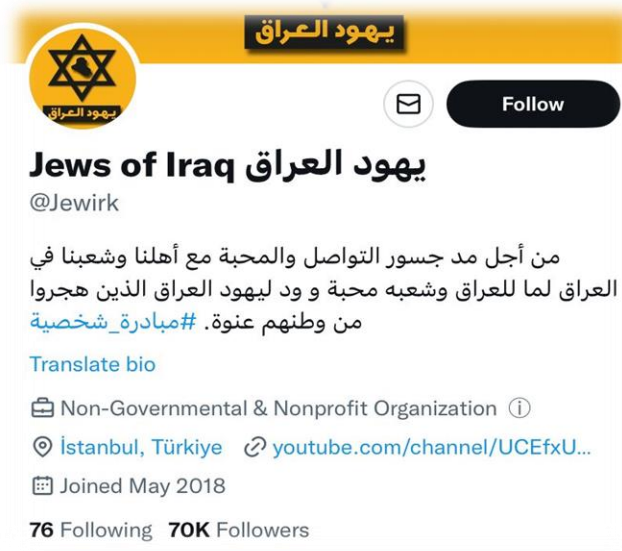 يهود العراق
يهود العراق
Follow
Jews of Iraq يهود العراق
@Jewirk
من أجل مد جسور التواصل والمحبة مع أهلنا وشعبنا في
العراق لما للعراق وشعبه محبة و ود ليهود العراق الذين هجروا
من وطنهم عنوة. #مبادرة_شخصية
Translate bio
Non-Governmental & Nonprofit Organization
İstanbul, Türkiye youtube.com/channel/UCEfxU...
Joined May 2018
76 Following 70K Followers